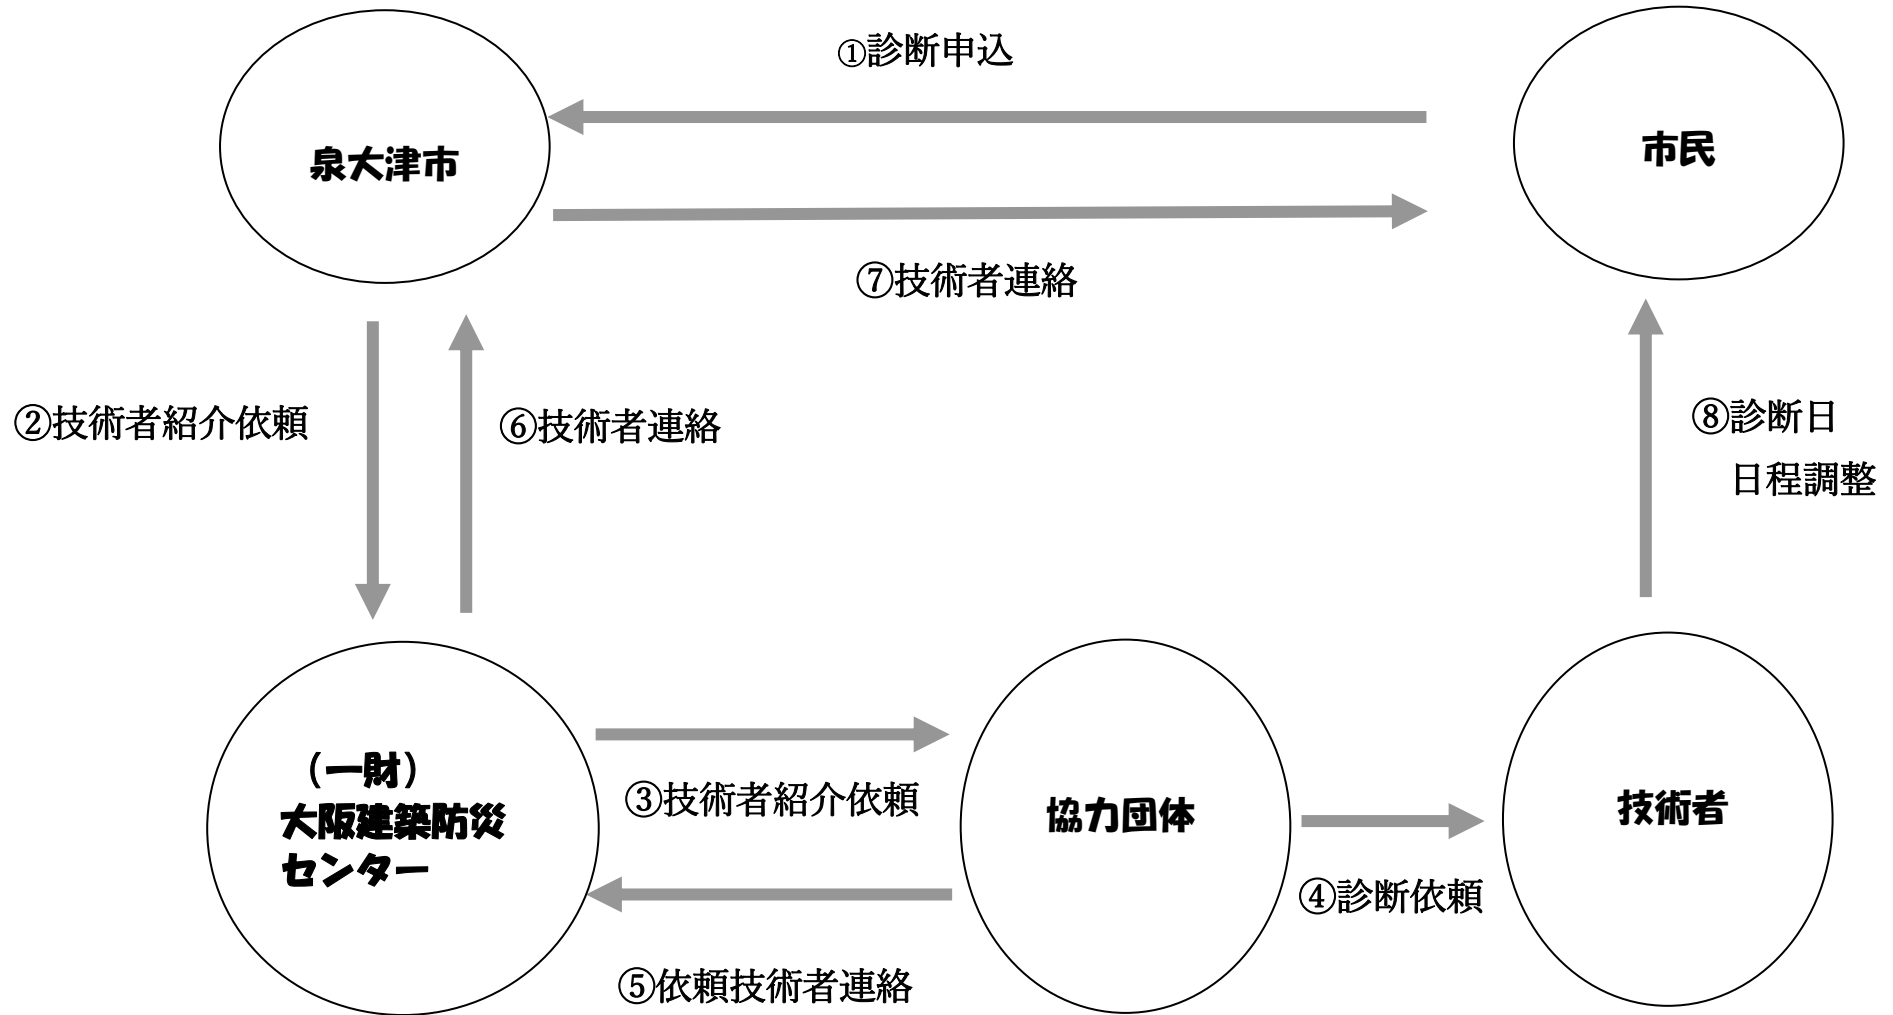 ①診断申込
泉大津市
市民
⑦技術者連絡
②技術者紹介依頼
⑥技術者連絡
⑧診断日
日程調整
（一財）
大阪建築防災
センター
③技術者紹介依頼
協力団体
技術者
④診断依頼
⑤依頼技術者連絡